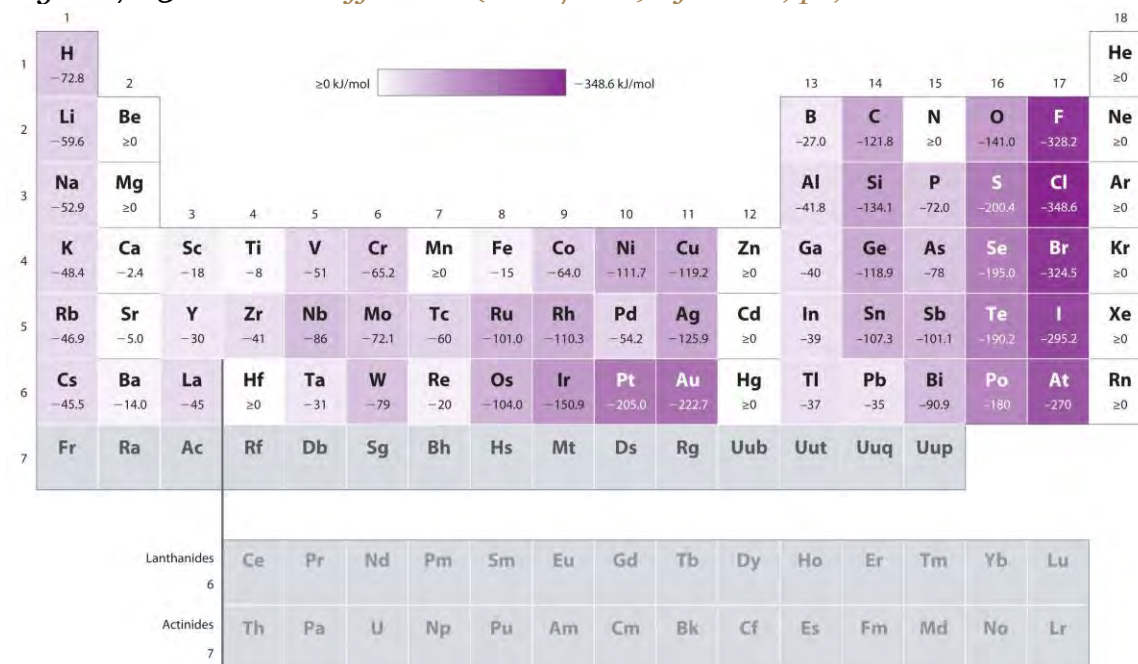 1 18
H He
1 −72.8 2 ≥0 kJ/mol −348.6 kJ/mol 13 14 15 16 17 ≥0
Li Be B C N O F Ne
2 −59.6 ≥0 −27.0 −121.8 ≥0 −141.0 −328.2 ≥0
Na Mg Al Si P S Cl Ar
3 −52.9 ≥0 3 4 5 6 7 8 9 10 11 12 −41.8 −134.1 −72.0 −200.4 −348.6 ≥0
K Ca Sc Ti V Cr Mn Fe Co Ni Cu Zn Ga Ge As Se Br Kr
4 −48.4 −2.4 −18 −8 −51 −65.2 ≥0 −15 −64.0 −111.7 −119.2 ≥0 −40 −118.9 −78 −195.0 −324.5 ≥0
Rb Sr Y Zr Nb Mo Tc Ru Rh Pd Ag Cd In Sn Sb Te I Xe
5 −46.9 −5.0 −30 −41 −86 −72.1 −60 −101.0 −110.3 −54.2 −125.9 ≥0 −39 −107.3 −101.1 −190.2 −295.2 ≥0
Cs Ba La Hf Ta W Re Os Ir Pt Au Hg Tl Pb Bi Po At Rn
6 −45.5 −14.0 −45 ≥0 −31 −79 −20 −104.0 −150.9 −205.0 −222.7 ≥0 −37 −35 −90.9 −180 −270 ≥0
7 Fr Ra Ac Rf Db Sg Bh Hs Mt Ds Rg Uub Uut Uuq Uup
Lanthanides 6 Ce Pr Nd Pm Sm Eu Gd Tb Dy Ho Er Tm Yb Lu
Actinides 7 Th Pa U Np Pu Am Cm Bk Cf Es Fm Md No Lr